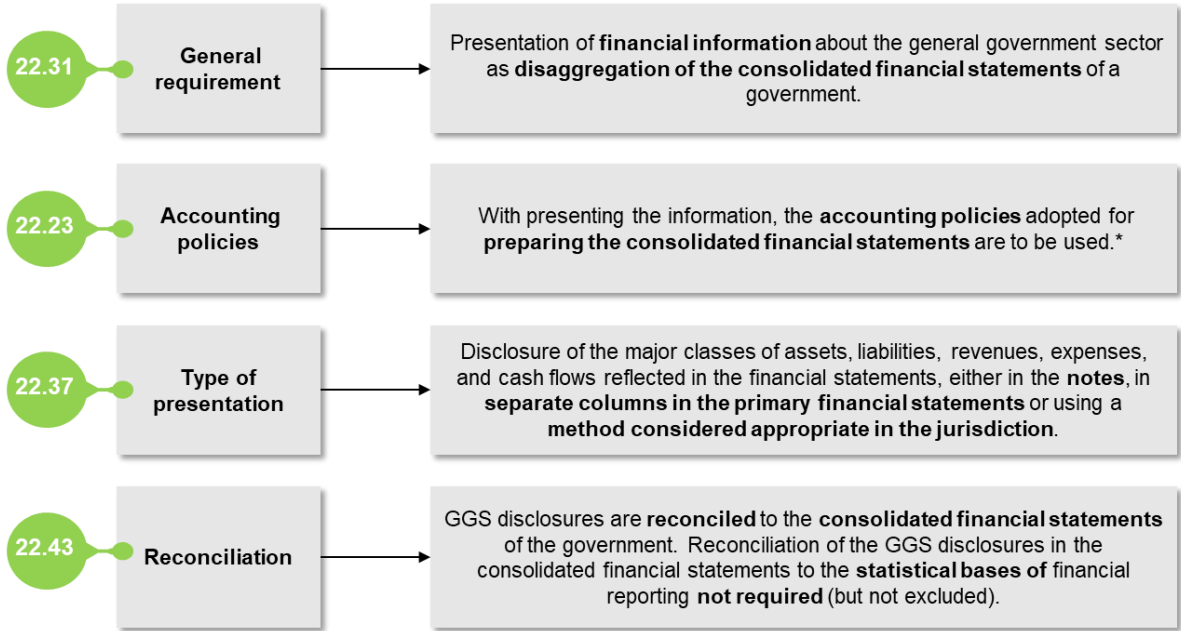 22.31
General
requirement
Presentation of financial information about the general government sector
as disaggregation of the consolidated financial statements of a
government.
22.23
Accounting
policies
With presenting the information, the accounting policies adopted for
preparing the consolidated financial statements are to be used.*
22.37
Type of
presentation
Disclosure of the major classes of assets, liabilities, revenues, expenses,
and cash flows reflected in the financial statements, either in the notes, in
separate columns in the primary financial statements or using a
method considered appropriate in the jurisdiction.
22.43
Reconciliation
GGS disclosures are reconciled to the consolidated financial statements
of the government. Reconciliation of the GGS disclosures in the
consolidated financial statements to the statistical bases of financial
reporting not required (but not excluded).